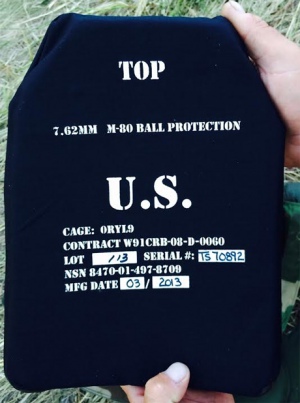 TOP
7.62MM M-80 BALL PROTECTION
U.S.
CAGE: ORYL9
CONTRACT W91CRB-08-D-0060
LOT 113 SERIAL #: TS70892
NSN 8470-01-497-8709
MFG DATE 03 / 2013